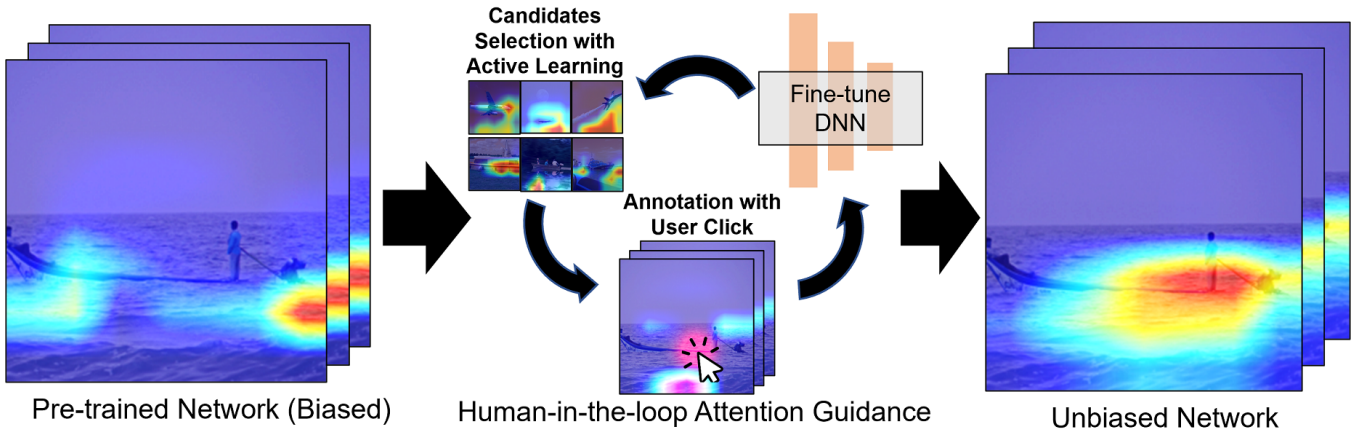 Candidates
Selection with
Active Learning
Fine-tune
DNN
Annotation with
User Click
Pre-trained Network (Biased)
Human-in-the-loop Attention Guidance
Unbiased Network